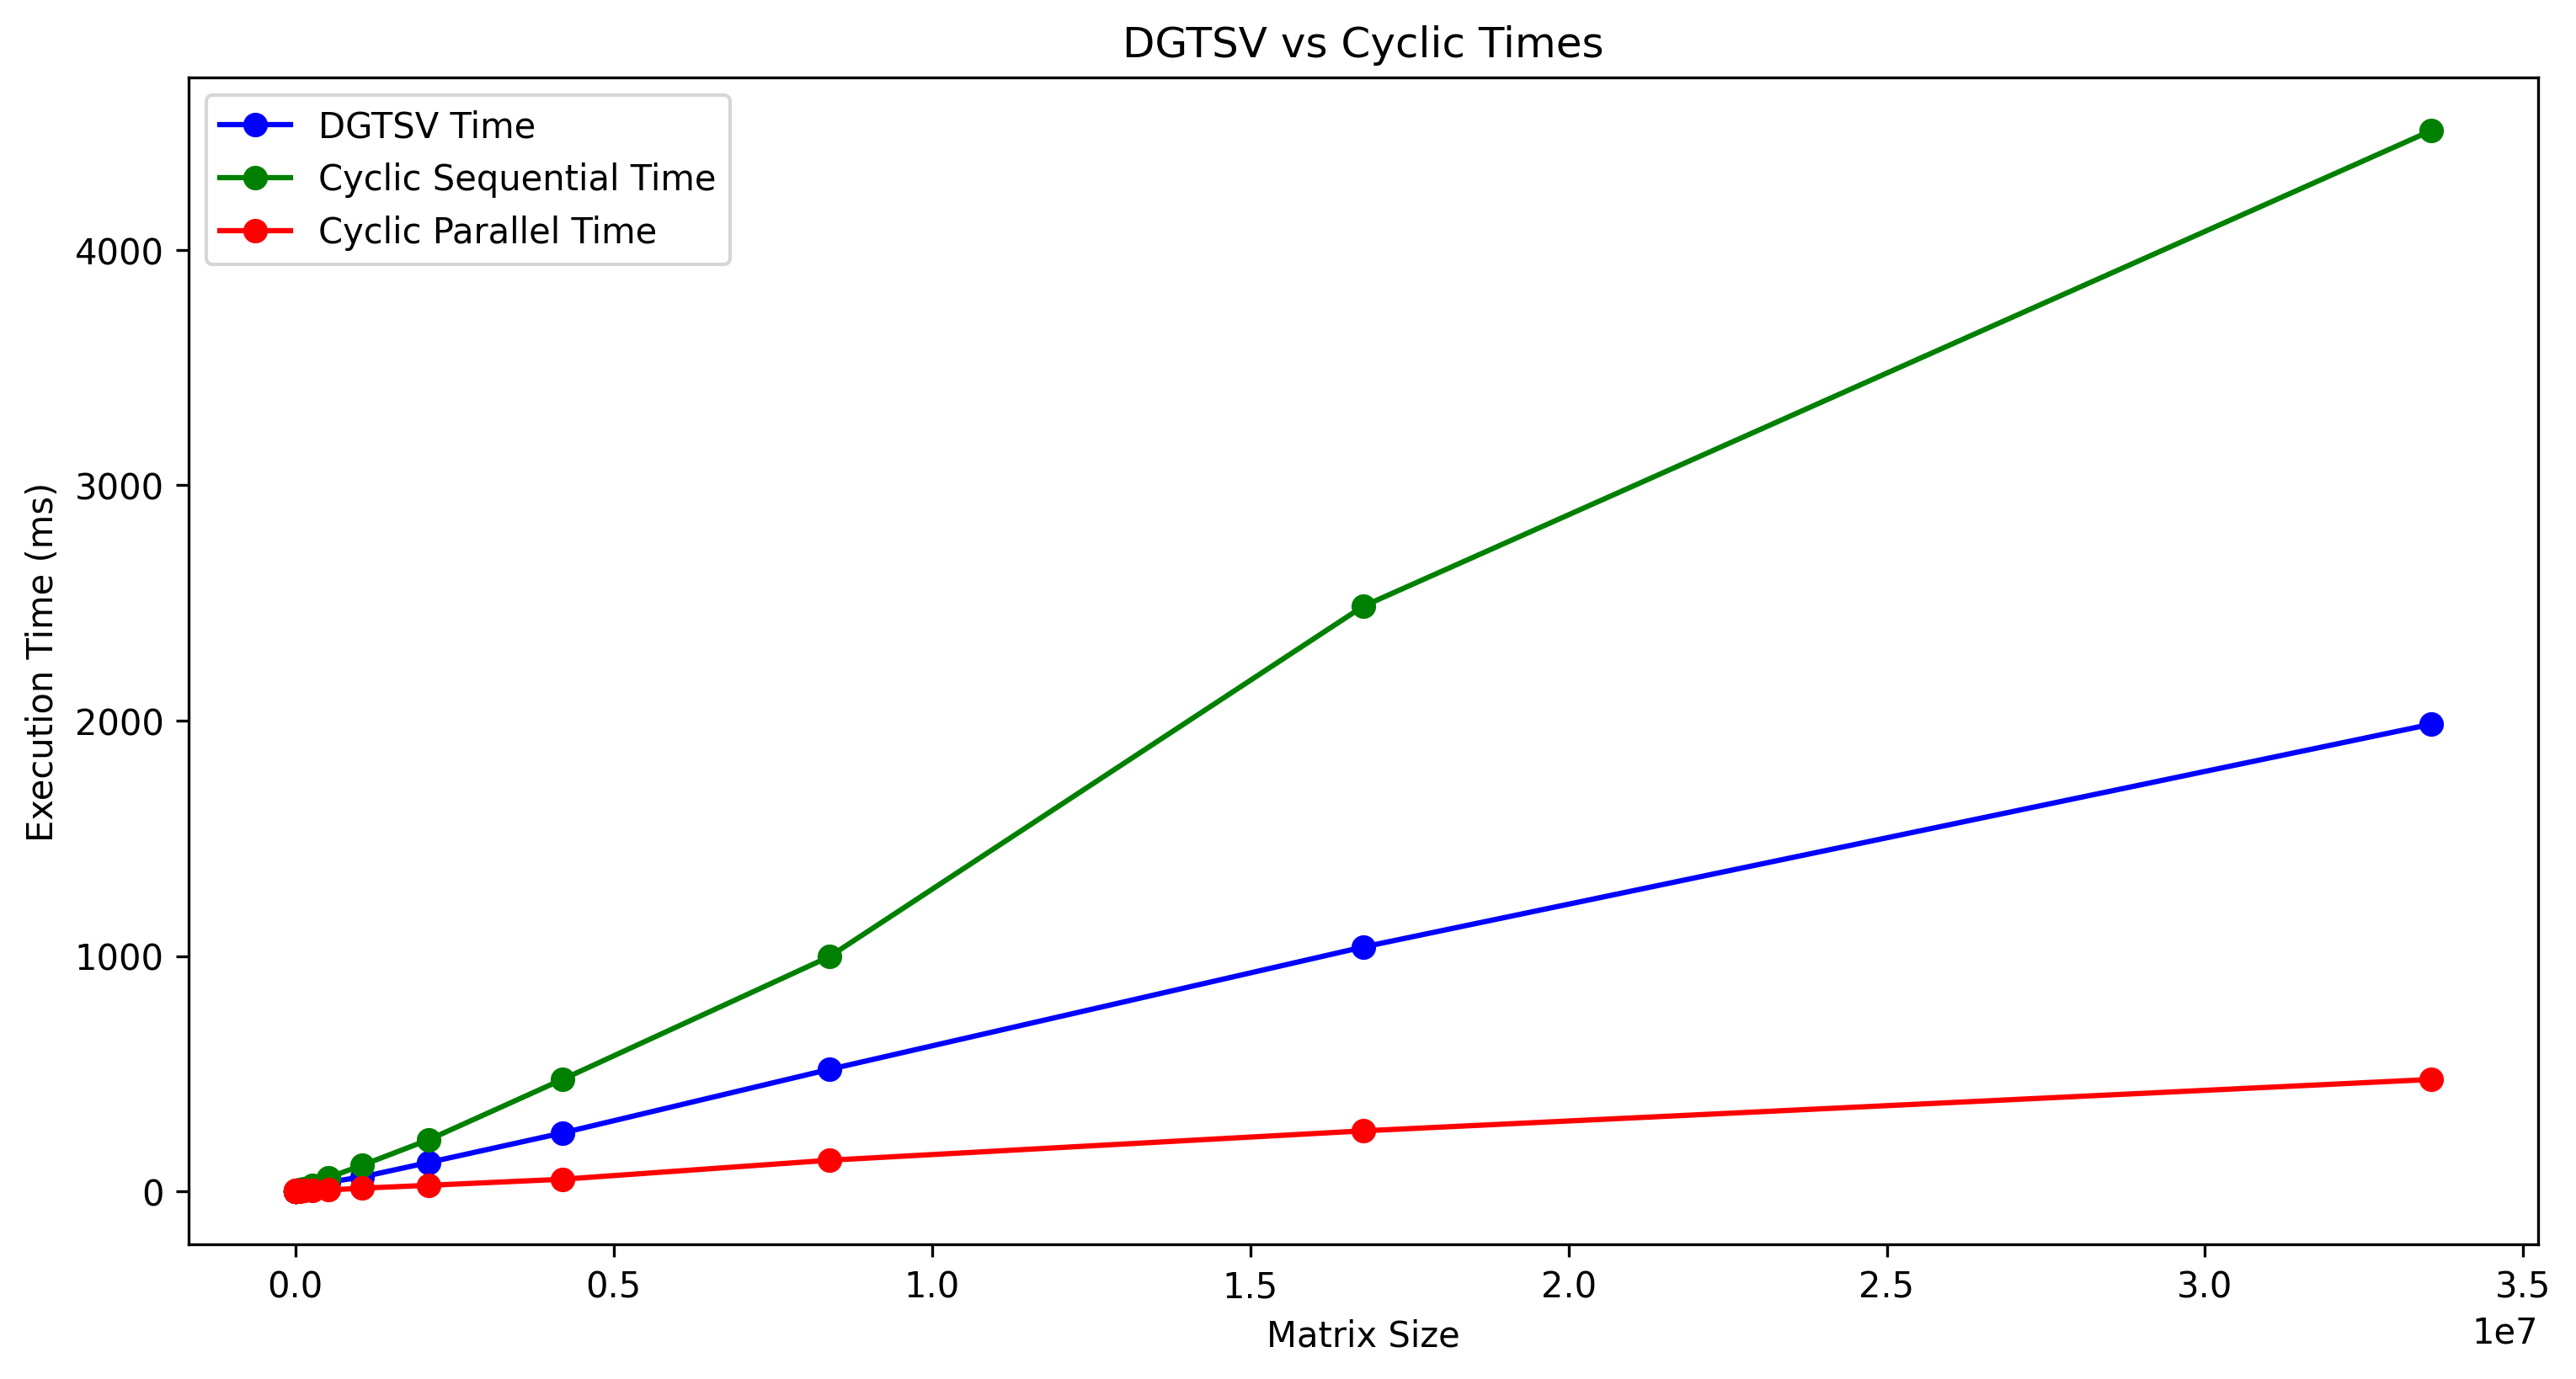 DGTSV vs Cyclic Times
DGTSV Time
Cyclic Sequential Time
Cyclic Parallel Time
Execution Time (ms)
4000
3000
2000
1000
0
0.0 0.5 1.0 1.5 2.0 2.5 3.0 3.5
1e7
Matrix Size